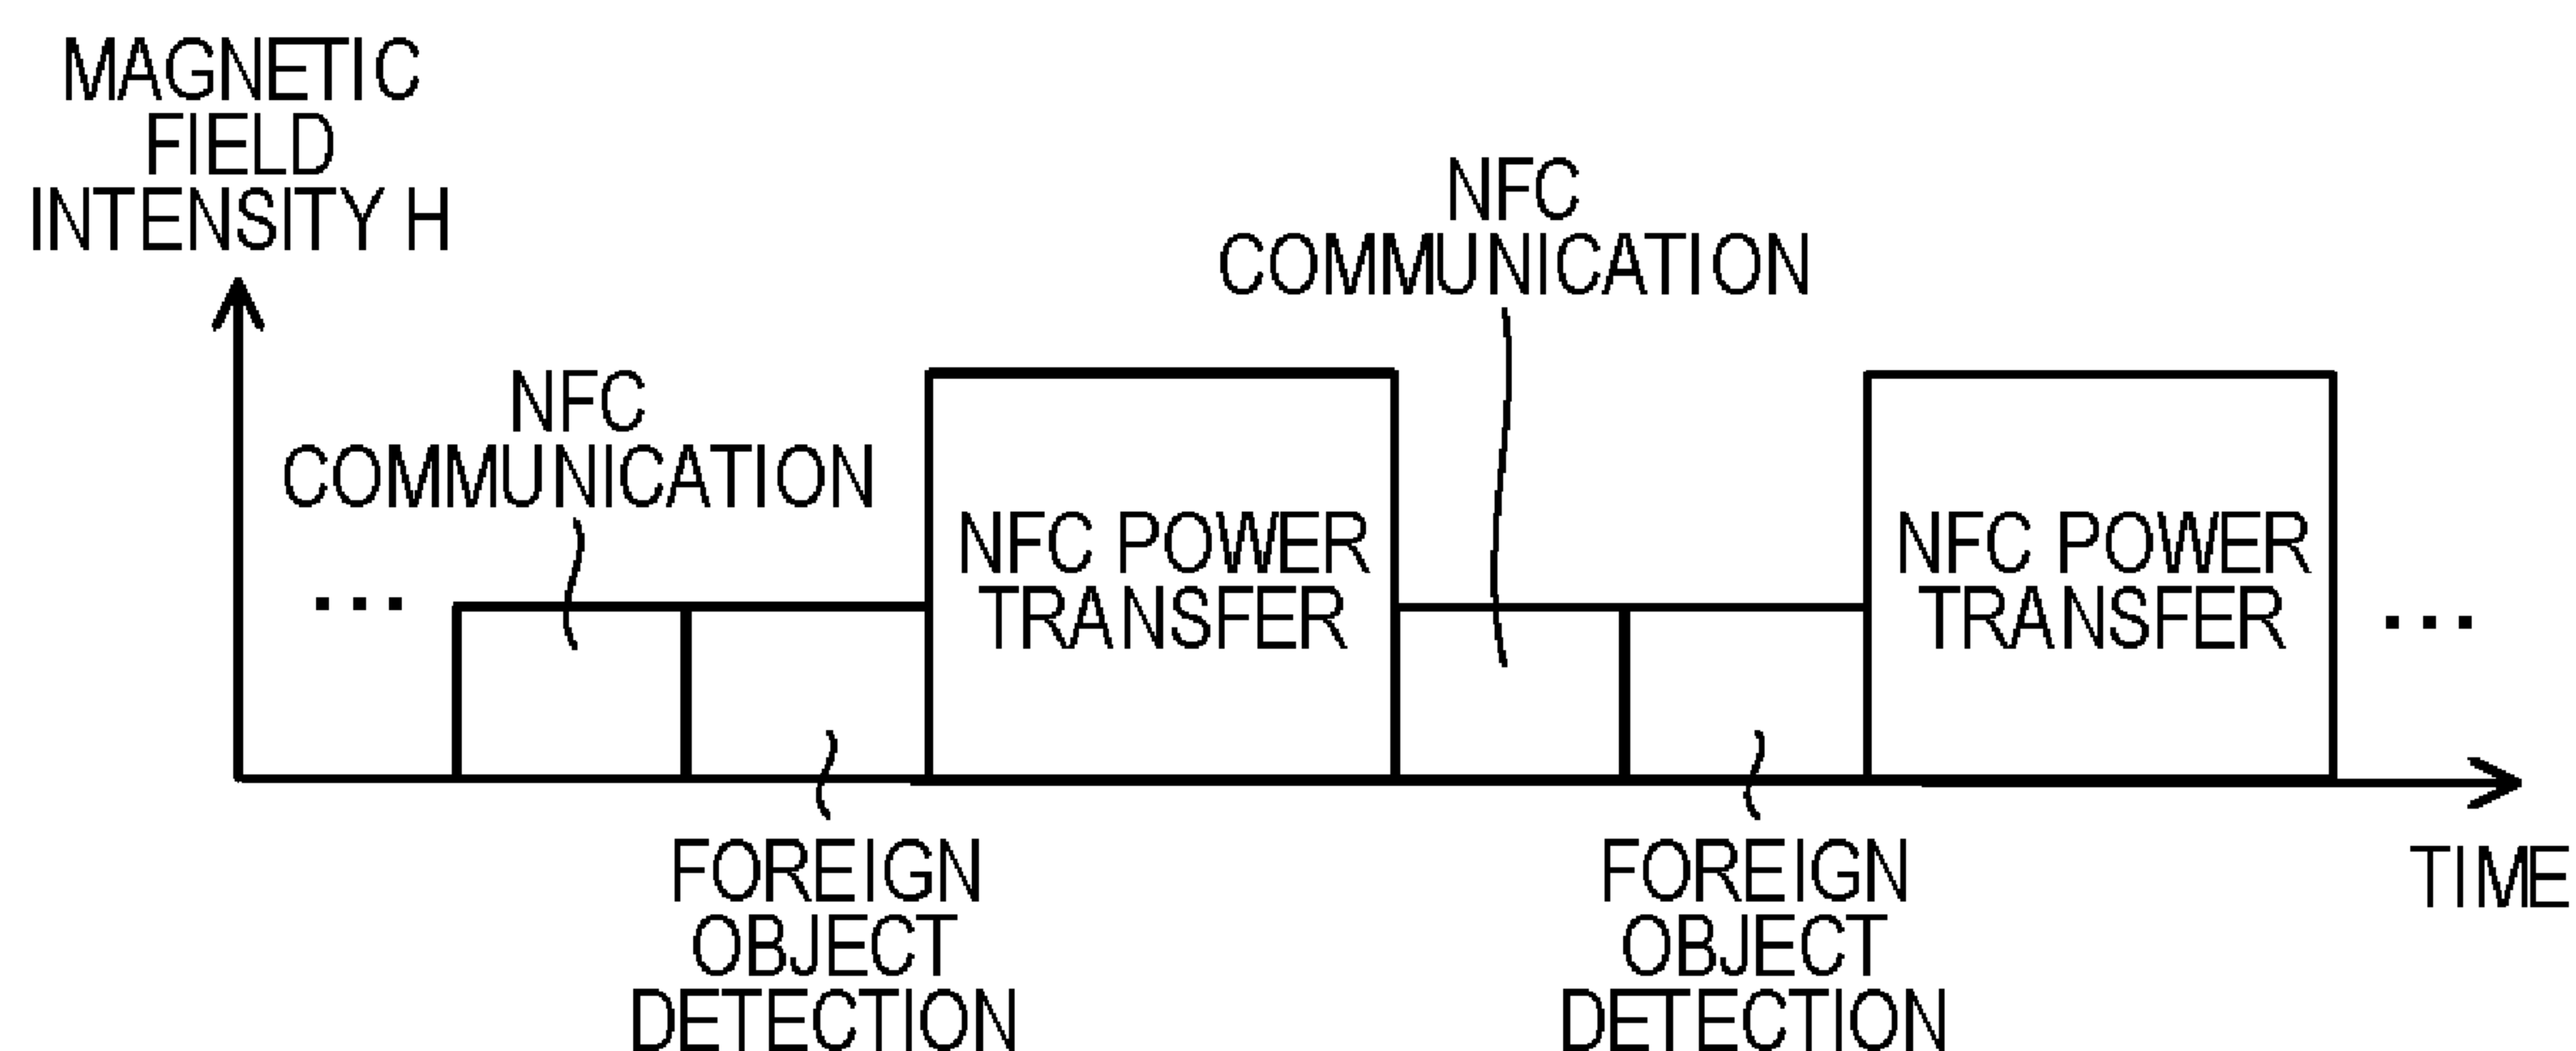 MAGNETIC
FIELD
INTENSITY H
NFC
COMMUNICATION
NFC
COMMUNICATION
NFC POWER
TRANSFER
NFC POWER
TRANSFER
...
...
FOREIGN
OBJECT
DETECTION
FOREIGN
OBJECT
DETECTION
TIME